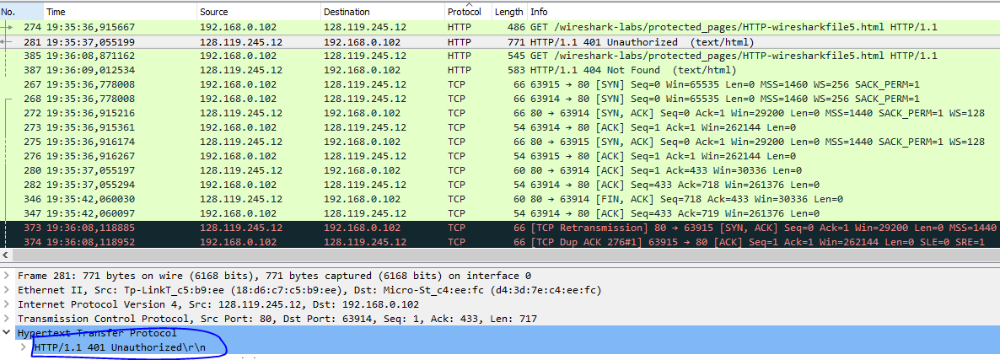 No. Time Source Destination Protocol Length Info
274 19:35:36,915667 192.168.0.102 128.119.245.12 HTTP 486 GET /wireshark-labs/protected_pages/HTTP-wiresharkfile5.html HTTP/1.1
281 19:35:37,055199 128.119.245.12 192.168.0.102 HTTP 771 HTTP/1.1 401 Unauthorized (text/html)
385 19:36:08,871162 192.168.0.102 128.119.245.12 HTTP 545 GET /wireshark-labs/protected_pages/HTTP-wiresharkfile5.html HTTP/1.1
387 19:36:09,012534 128.119.245.12 192.168.0.102 HTTP 583 HTTP/1.1 404 Not Found (text/html)
267 19:35:36,778008 192.168.0.102 128.119.245.12 TCP 66 63915 → 80 [SYN] Seq=0 Win=65535 Len=0 MSS=1460 WS=256 SACK_PERM=1
268 19:35:36,778008 192.168.0.102 128.119.245.12 TCP 66 63914 → 80 [SYN] Seq=0 Win=65535 Len=0 MSS=1460 WS=256 SACK_PERM=1
272 19:35:36,915216 128.119.245.12 192.168.0.102 TCP 66 80 → 63914 [SYN, ACK] Seq=0 Ack=1 Win=29200 Len=0 MSS=1440 SACK_PERM=1 WS=128
273 19:35:36,915361 192.168.0.102 128.119.245.12 TCP 54 63914 → 80 [ACK] Seq=1 Ack=1 Win=262144 Len=0
275 19:35:36,916174 128.119.245.12 192.168.0.102 TCP 66 80 → 63915 [SYN, ACK] Seq=0 Ack=1 Win=29200 Len=0 MSS=1440 SACK_PERM=1 WS=128
276 19:35:36,916267 192.168.0.102 128.119.245.12 TCP 54 63915 → 80 [ACK] Seq=1 Ack=1 Win=262144 Len=0
280 19:35:37,055197 128.119.245.12 192.168.0.102 TCP 60 80 → 63914 [ACK] Seq=1 Ack=433 Win=30336 Len=0
282 19:35:37,055294 192.168.0.102 128.119.245.12 TCP 54 63914 → 80 [ACK] Seq=433 Ack=718 Win=261376 Len=0
346 19:35:42,060030 128.119.245.12 192.168.0.102 TCP 60 80 → 63914 [FIN, ACK] Seq=718 Ack=433 Win=30336 Len=0
347 19:35:42,060097 192.168.0.102 128.119.245.12 TCP 54 63914 → 80 [ACK] Seq=433 Ack=719 Win=261376 Len=0
373 19:36:08,118885 128.119.245.12 192.168.0.102 TCP 66 [TCP Retransmission] 80 → 63915 [SYN, ACK] Seq=0 Ack=1 Win=29200 Len=0 MSS=1440
374 19:36:08,118952 192.168.0.102 128.119.245.12 TCP 66 [TCP Dup ACK 276#1] 63915 → 80 [ACK] Seq=1 Ack=1 Win=262144 Len=0 SLE=0 SRE=1
Frame 281: 771 bytes on wire (6168 bits), 771 bytes captured (6168 bits) on interface 0
Ethernet II, Src: Tp-LinkT_c5:b9:ee (18:d6:c7:c5:b9:ee), Dst: Micro-St_c4:ee:fc (d4:3d:7e:c4:ee:fc)
Internet Protocol Version 4, Src: 128.119.245.12, Dst: 192.168.0.102
Transmission Control Protocol, Src Port: 80, Dst Port: 63914, Seq: 1, Ack: 433, Len: 717
Hypertext Transfer Protocol
HTTP/1.1 401 Unauthorized\r\n